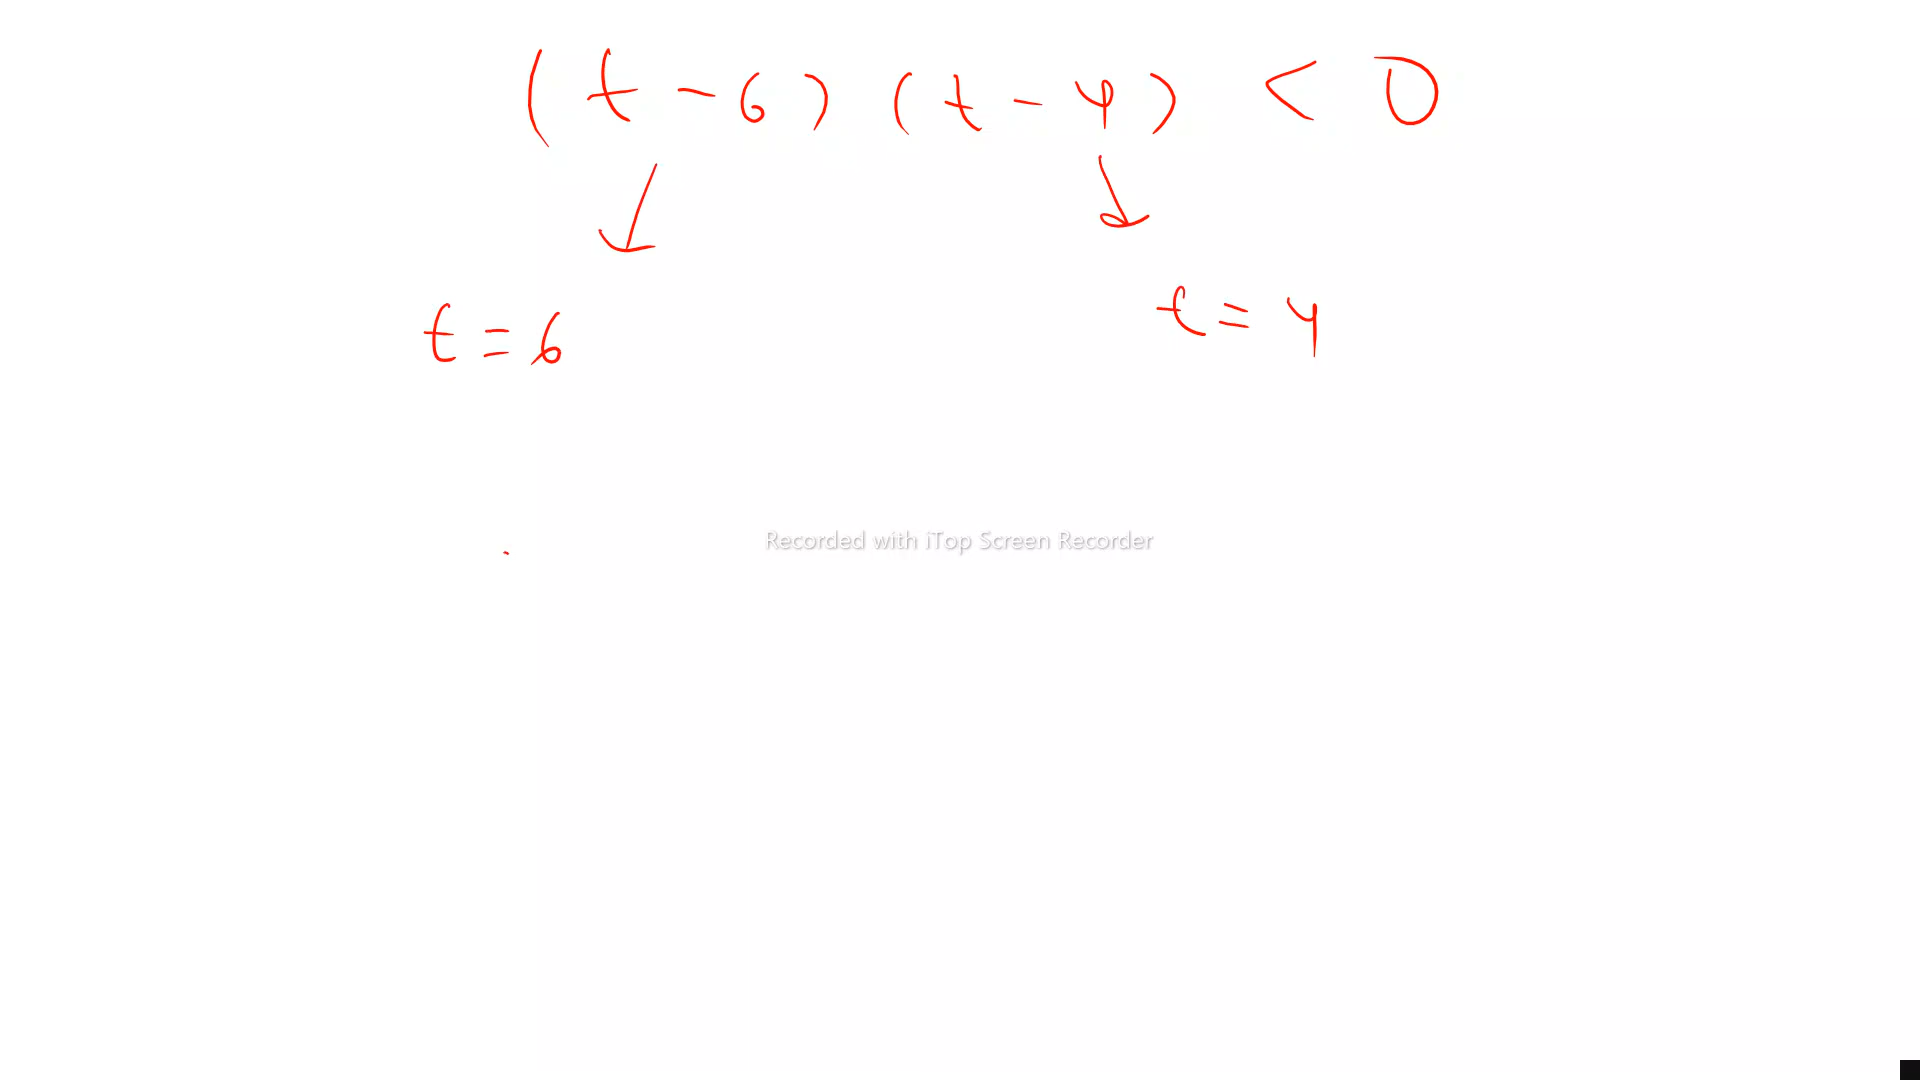 (t - 6) (t - 4) < 0
t = 6
t = 4
Recorded with iTop Screen Recorder